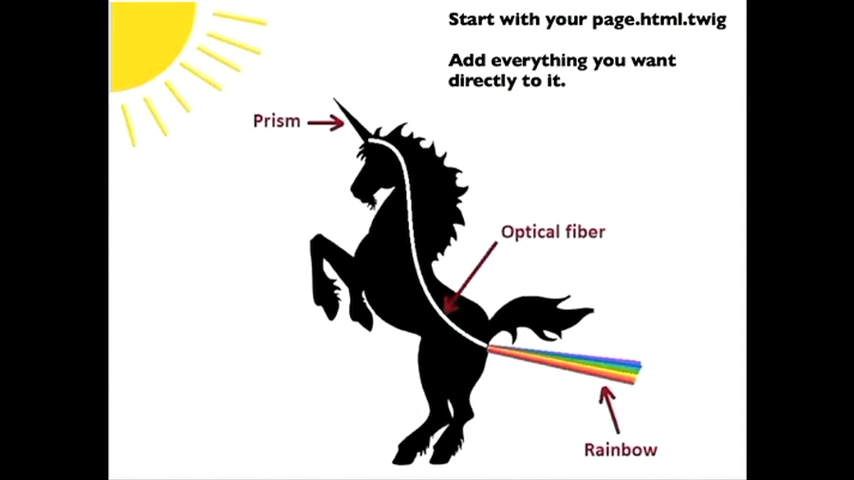 Start with your page.html.twig
Add everything you want
directly to it.
Prism
Optical fiber
Rainbow